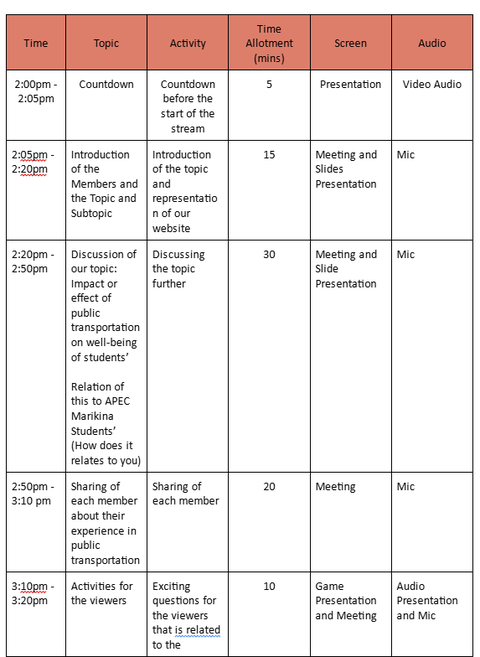 Time
Topic
Activity
Time
Allotment
(mins)
Screen
Audio
2:00pm -
2:05pm
Countdown
Countdown
before the
start of the
stream
5
Presentation
Video Audio
2:05pm -
2:20pm
Introduction
of the
Members and
the Topic and
Subtopic
Introduction
of the topic
and
representatio
n of our
website
15
Meeting and
Slides
Presentation
Mic
2:20pm -
2:50pm
Discussion of
our topic:
Impact or
effect of
public
transportation
on well-being
of students’
Relation of
this to APEC
Marikina
Students’
(How does it
relates to you)
Discussing
the topic
further
30
Meeting and
Slide
Presentation
Mic
2:50pm -
3:10 pm
Sharing of
each member
about their
experience in
public
transportation
Sharing of
each member
20
Meeting
Mic
3:10pm -
3:20pm
Activities for
the viewers
Exciting
questions for
the viewers
that is related
to the
10
Game
Presentation
and Meeting
Audio
Presentation
and Mic